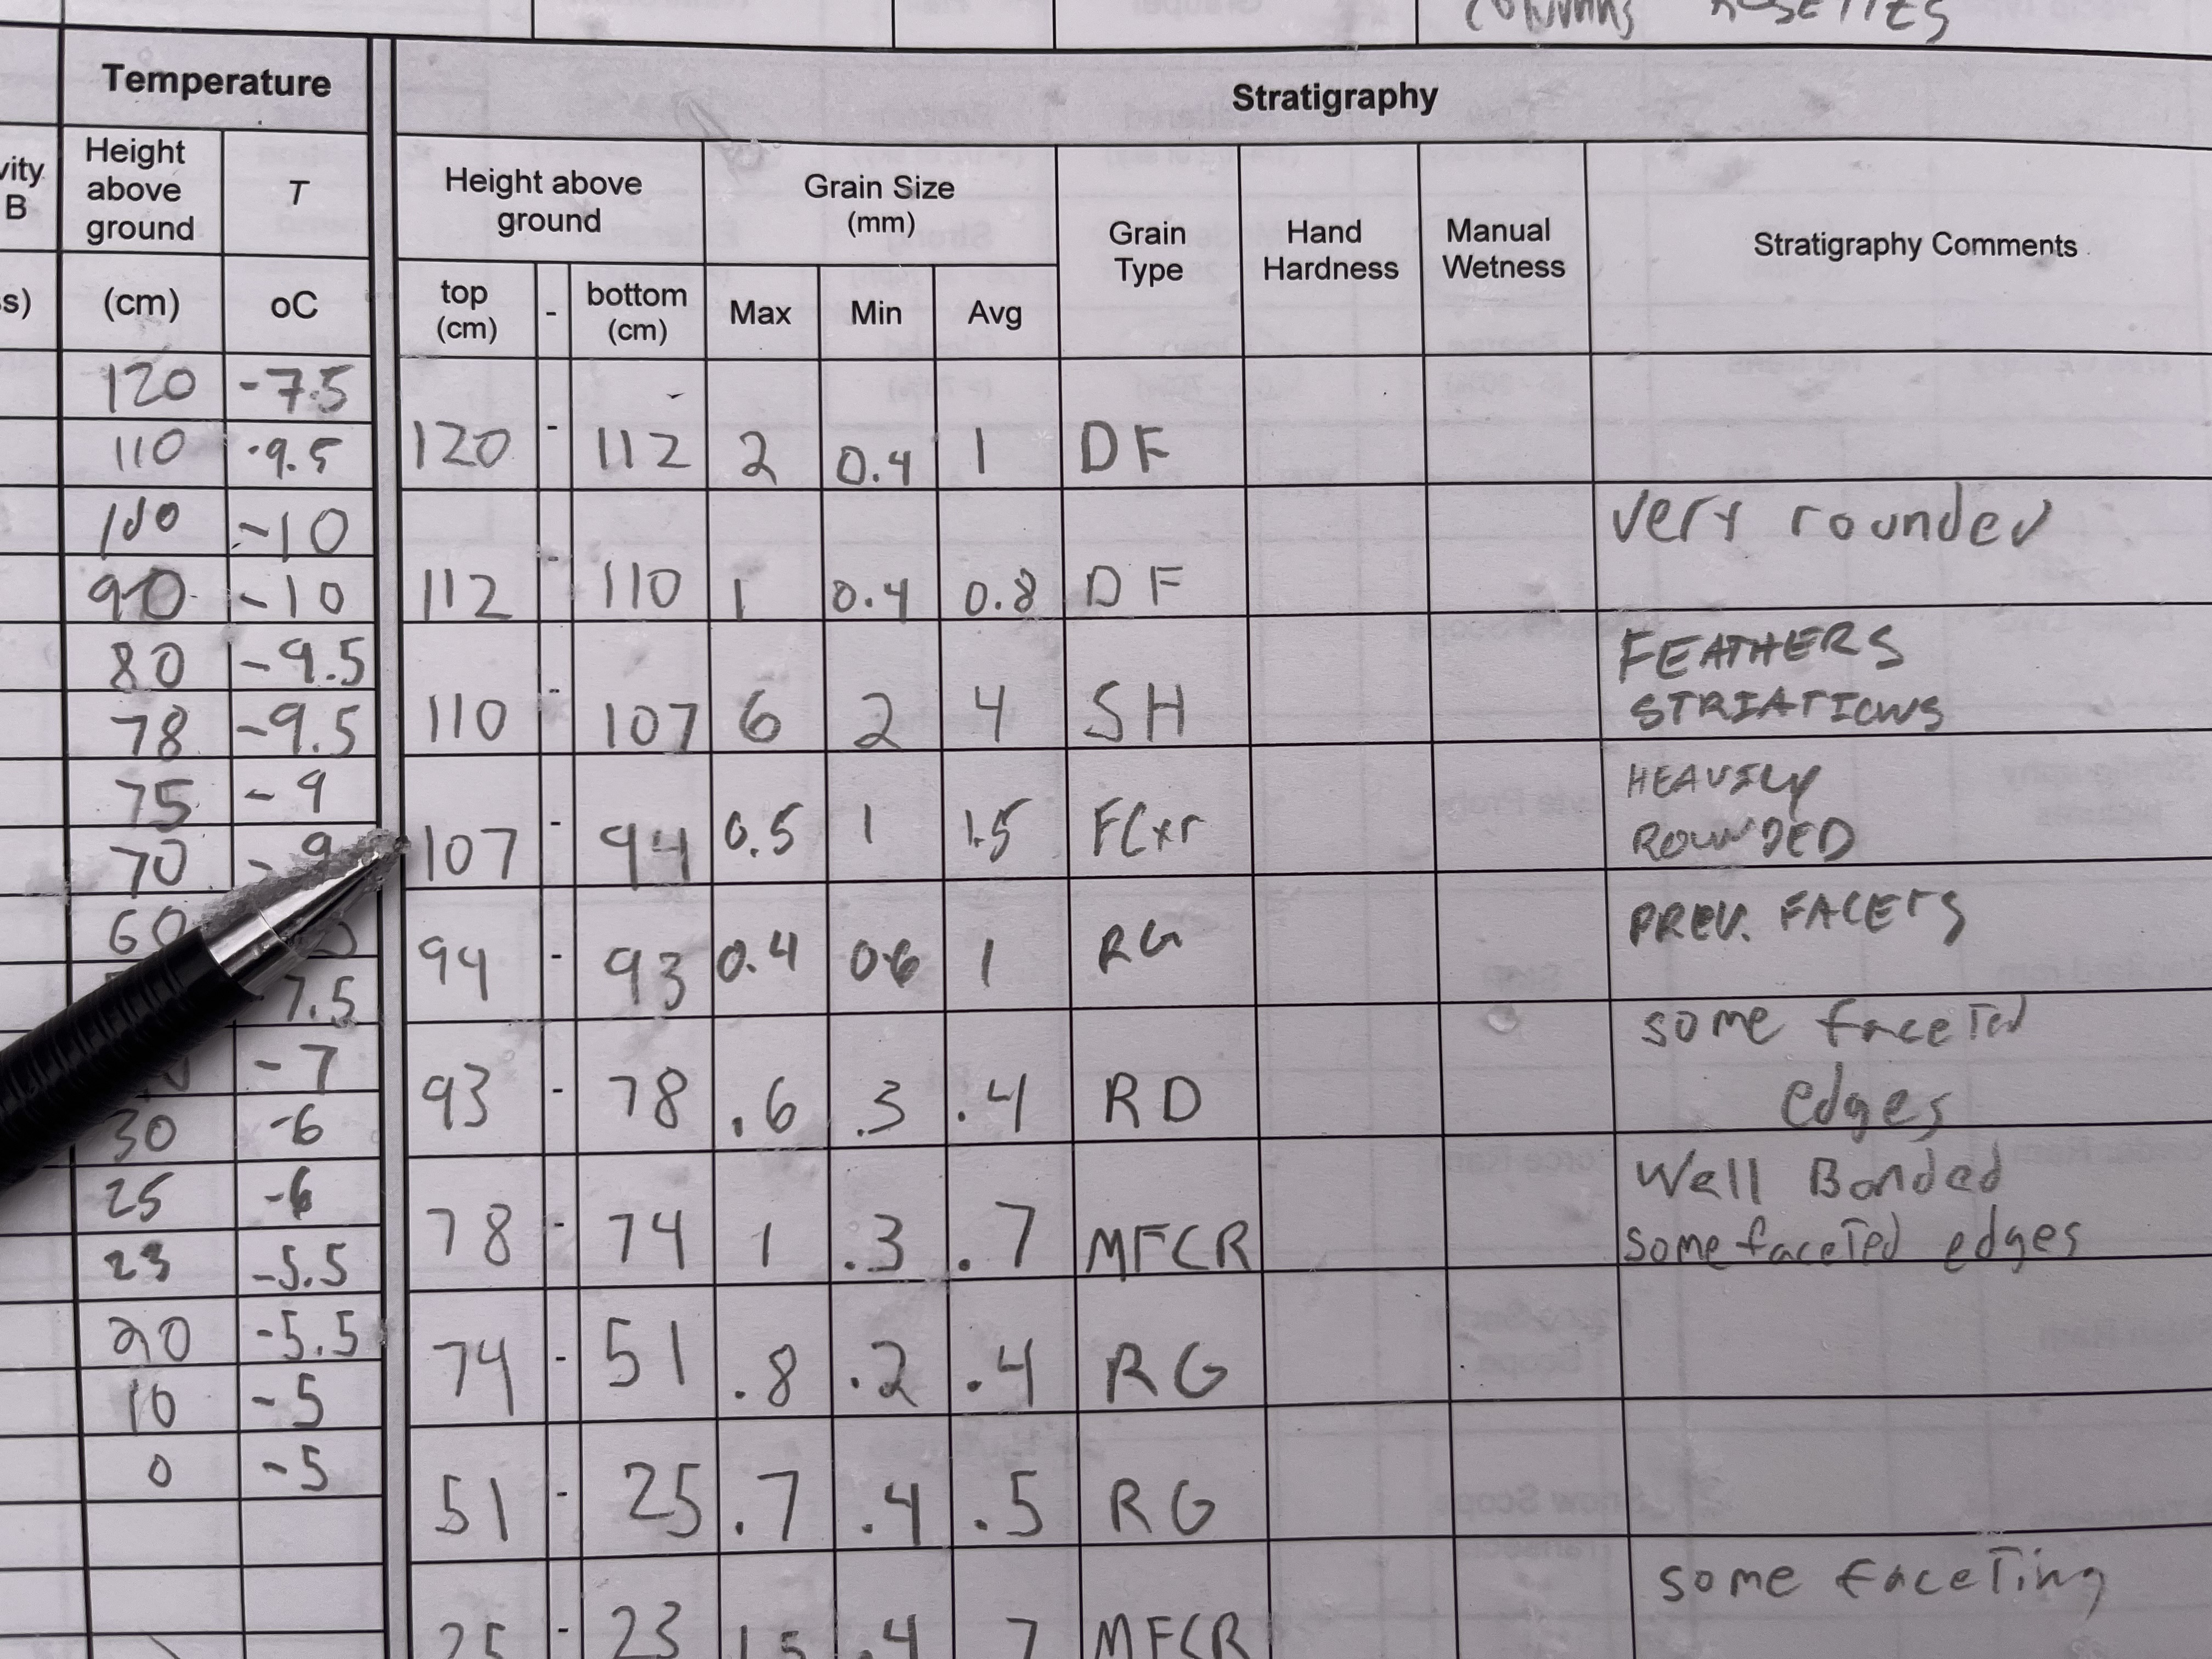 columns
Temperature
Height above ground (cm)
T oC
120 -7.5
110 -9.5
100 -10
90 -10
80 -9.5
78 -9.5
75 -9
70 -9
60
-7.5
-7
30 -6
25 -6
23 -5.5
20 -5.5
10 -5
0 -5
Stratigraphy
Height above ground
Grain Size (mm)
Grain Type
Hand Hardness
Manual Wetness
Stratigraphy Comments
top (cm) - bottom (cm) Max Min Avg
120 - 112 2 0.4 1 DF
112 - 110 1 0.4 0.8 DF very rounded
110 - 107 6 2 4 SH FEATHERS
STRIATIONS
107 - 94 0.5 1 1.5 FCxr HEAVILY
ROUNDED
94 - 93 0.4 0.6 1 RG PREV. FACETS
93 - 78 .6 .3 .4 RD some faceted
edges
78 - 74 1 .3 .7 MFCR Well Bonded
some faceted edges
74 - 51 .8 .2 .4 RG
51 - 25 .7 .4 .5 RG
25 - 23 1.5 .4 7 MFCR some faceting